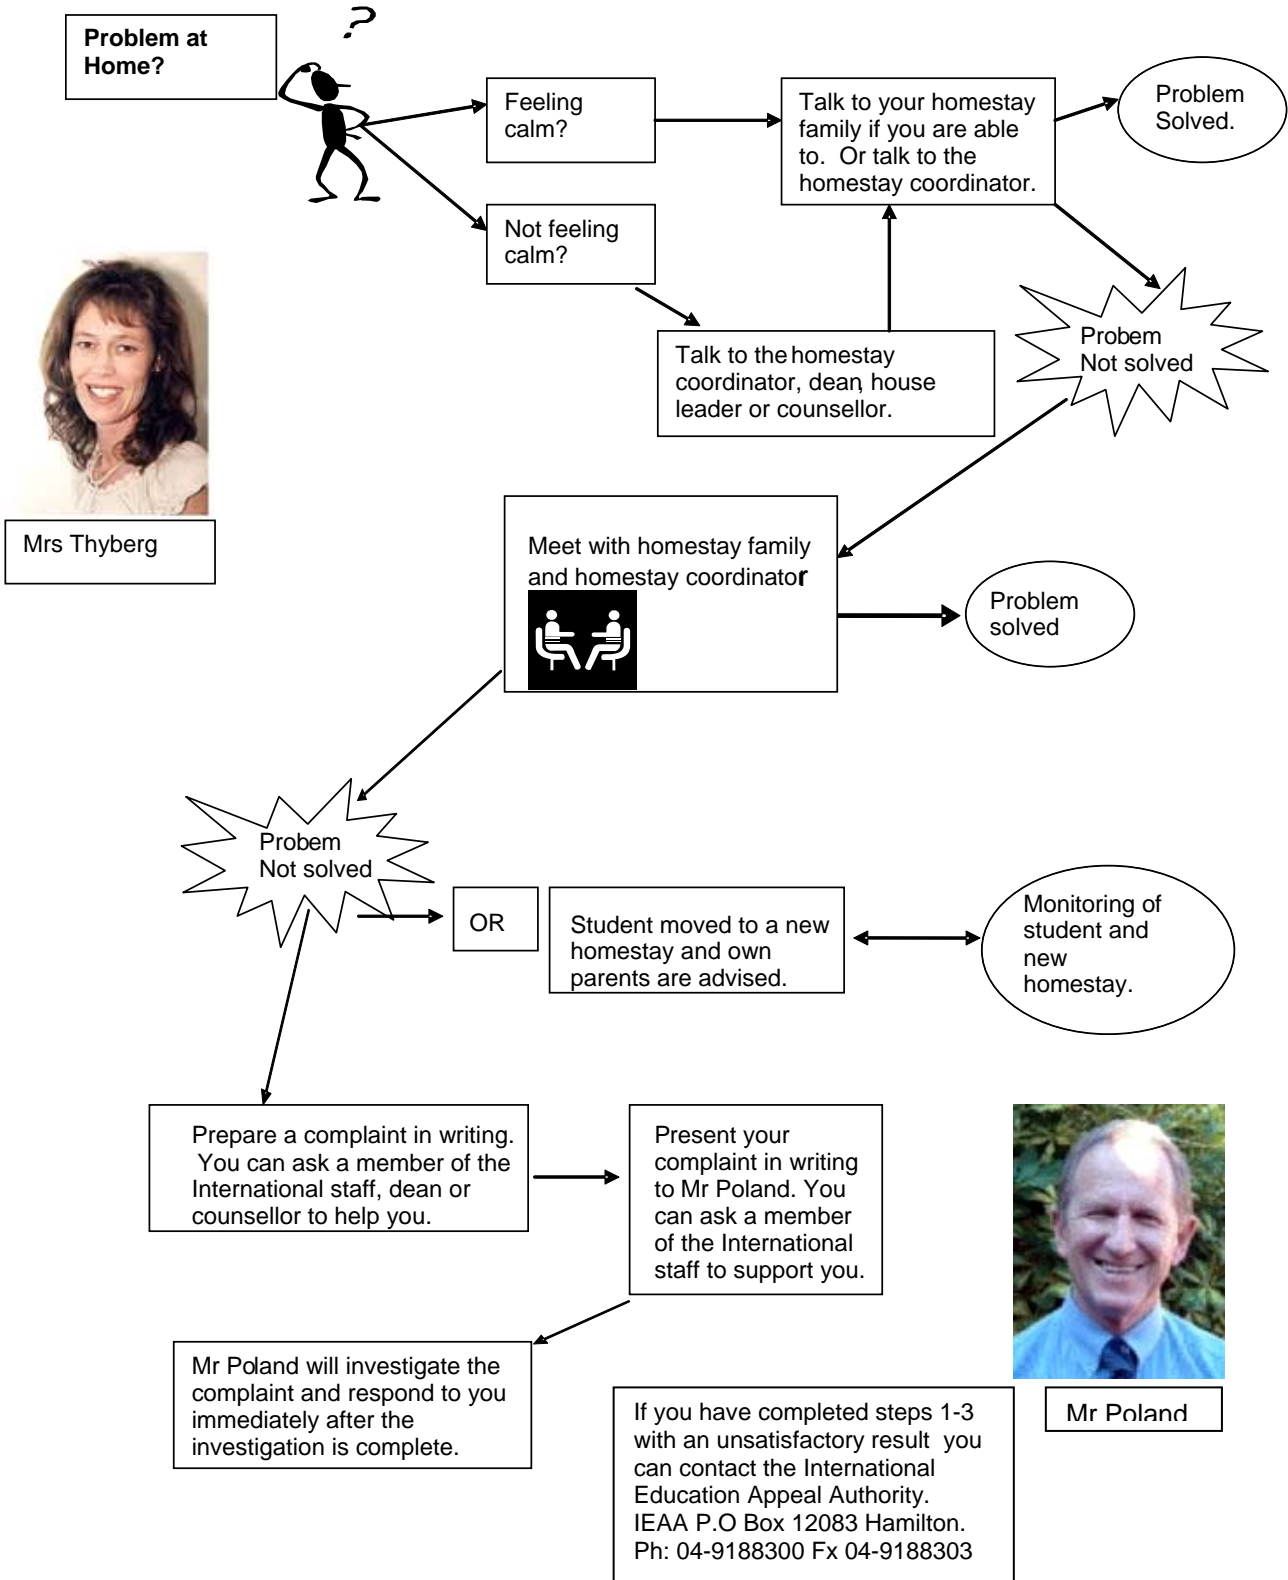 ?
Problem at
Home?
Feeling
calm?
Talk to your homestay
family if you are able
to.  Or talk to the
homestay coordinator.
Problem
Solved.
Not feeling
calm?
Talk to the homestay
coordinator, dean, house
leader or counsellor.
Probem
Not solved
Mrs Thyberg
Meet with homestay family
and homestay coordinator
Problem
solved
Probem
Not solved
OR
Student moved to a new
homestay and own
parents are advised.
Monitoring of
student and
new
homestay.
Prepare a complaint in writing.
You can ask a member of the
International staff, dean or
counsellor to help you.
Present your
complaint in writing
to Mr Poland. You
can ask a member
of the International
staff to support you.
Mr Poland will investigate the
complaint and respond to you
immediately after the
investigation is complete.
Mr Poland
If you have completed steps 1-3
with an unsatisfactory result  you
can contact the International
Education Appeal Authority.
IEAA P.O Box 12083 Hamilton.
Ph: 04-9188300 Fx 04-9188303